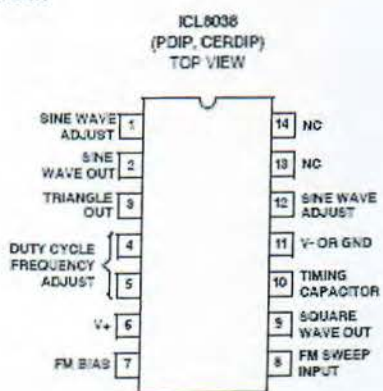 ICL8038
(PDIP, CERDIP)
TOP VIEW
SINE WAVE
ADJUST
1
SINE
WAVE OUT
2
TRIANGLE
OUT
3
DUTY CYCLE
FREQUENCY
ADJUST
4
5
V+
6
FM BIAS
7
14
NC
13
NC
12
SINE WAVE
ADJUST
11
V- OR GND
10
TIMING
CAPACITOR
9
SQUARE
WAVE OUT
8
FM SWEEP
INPUT